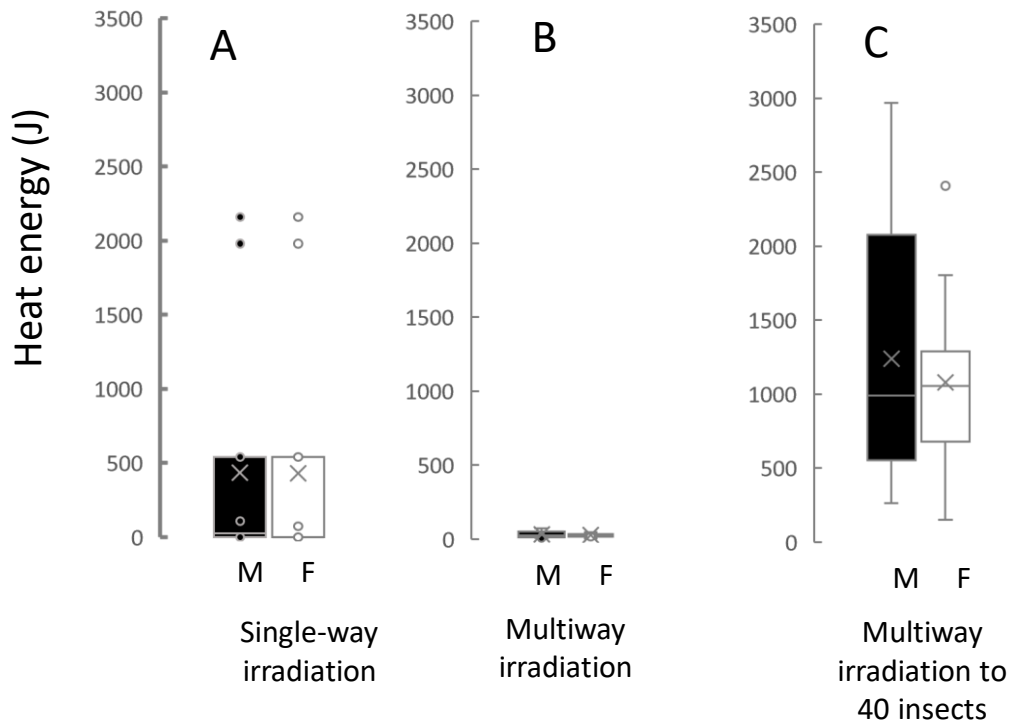 Heat energy (J)
A
3500
3000
2500
2000
1500
1000
500
0
M F
Single-way
irradiation
B
3500
3000
2500
2000
1500
1000
500
0
M F
Multiway
irradiation
C
3500
3000
2500
2000
1500
1000
500
0
M F
Multiway
irradiation to
40 insects